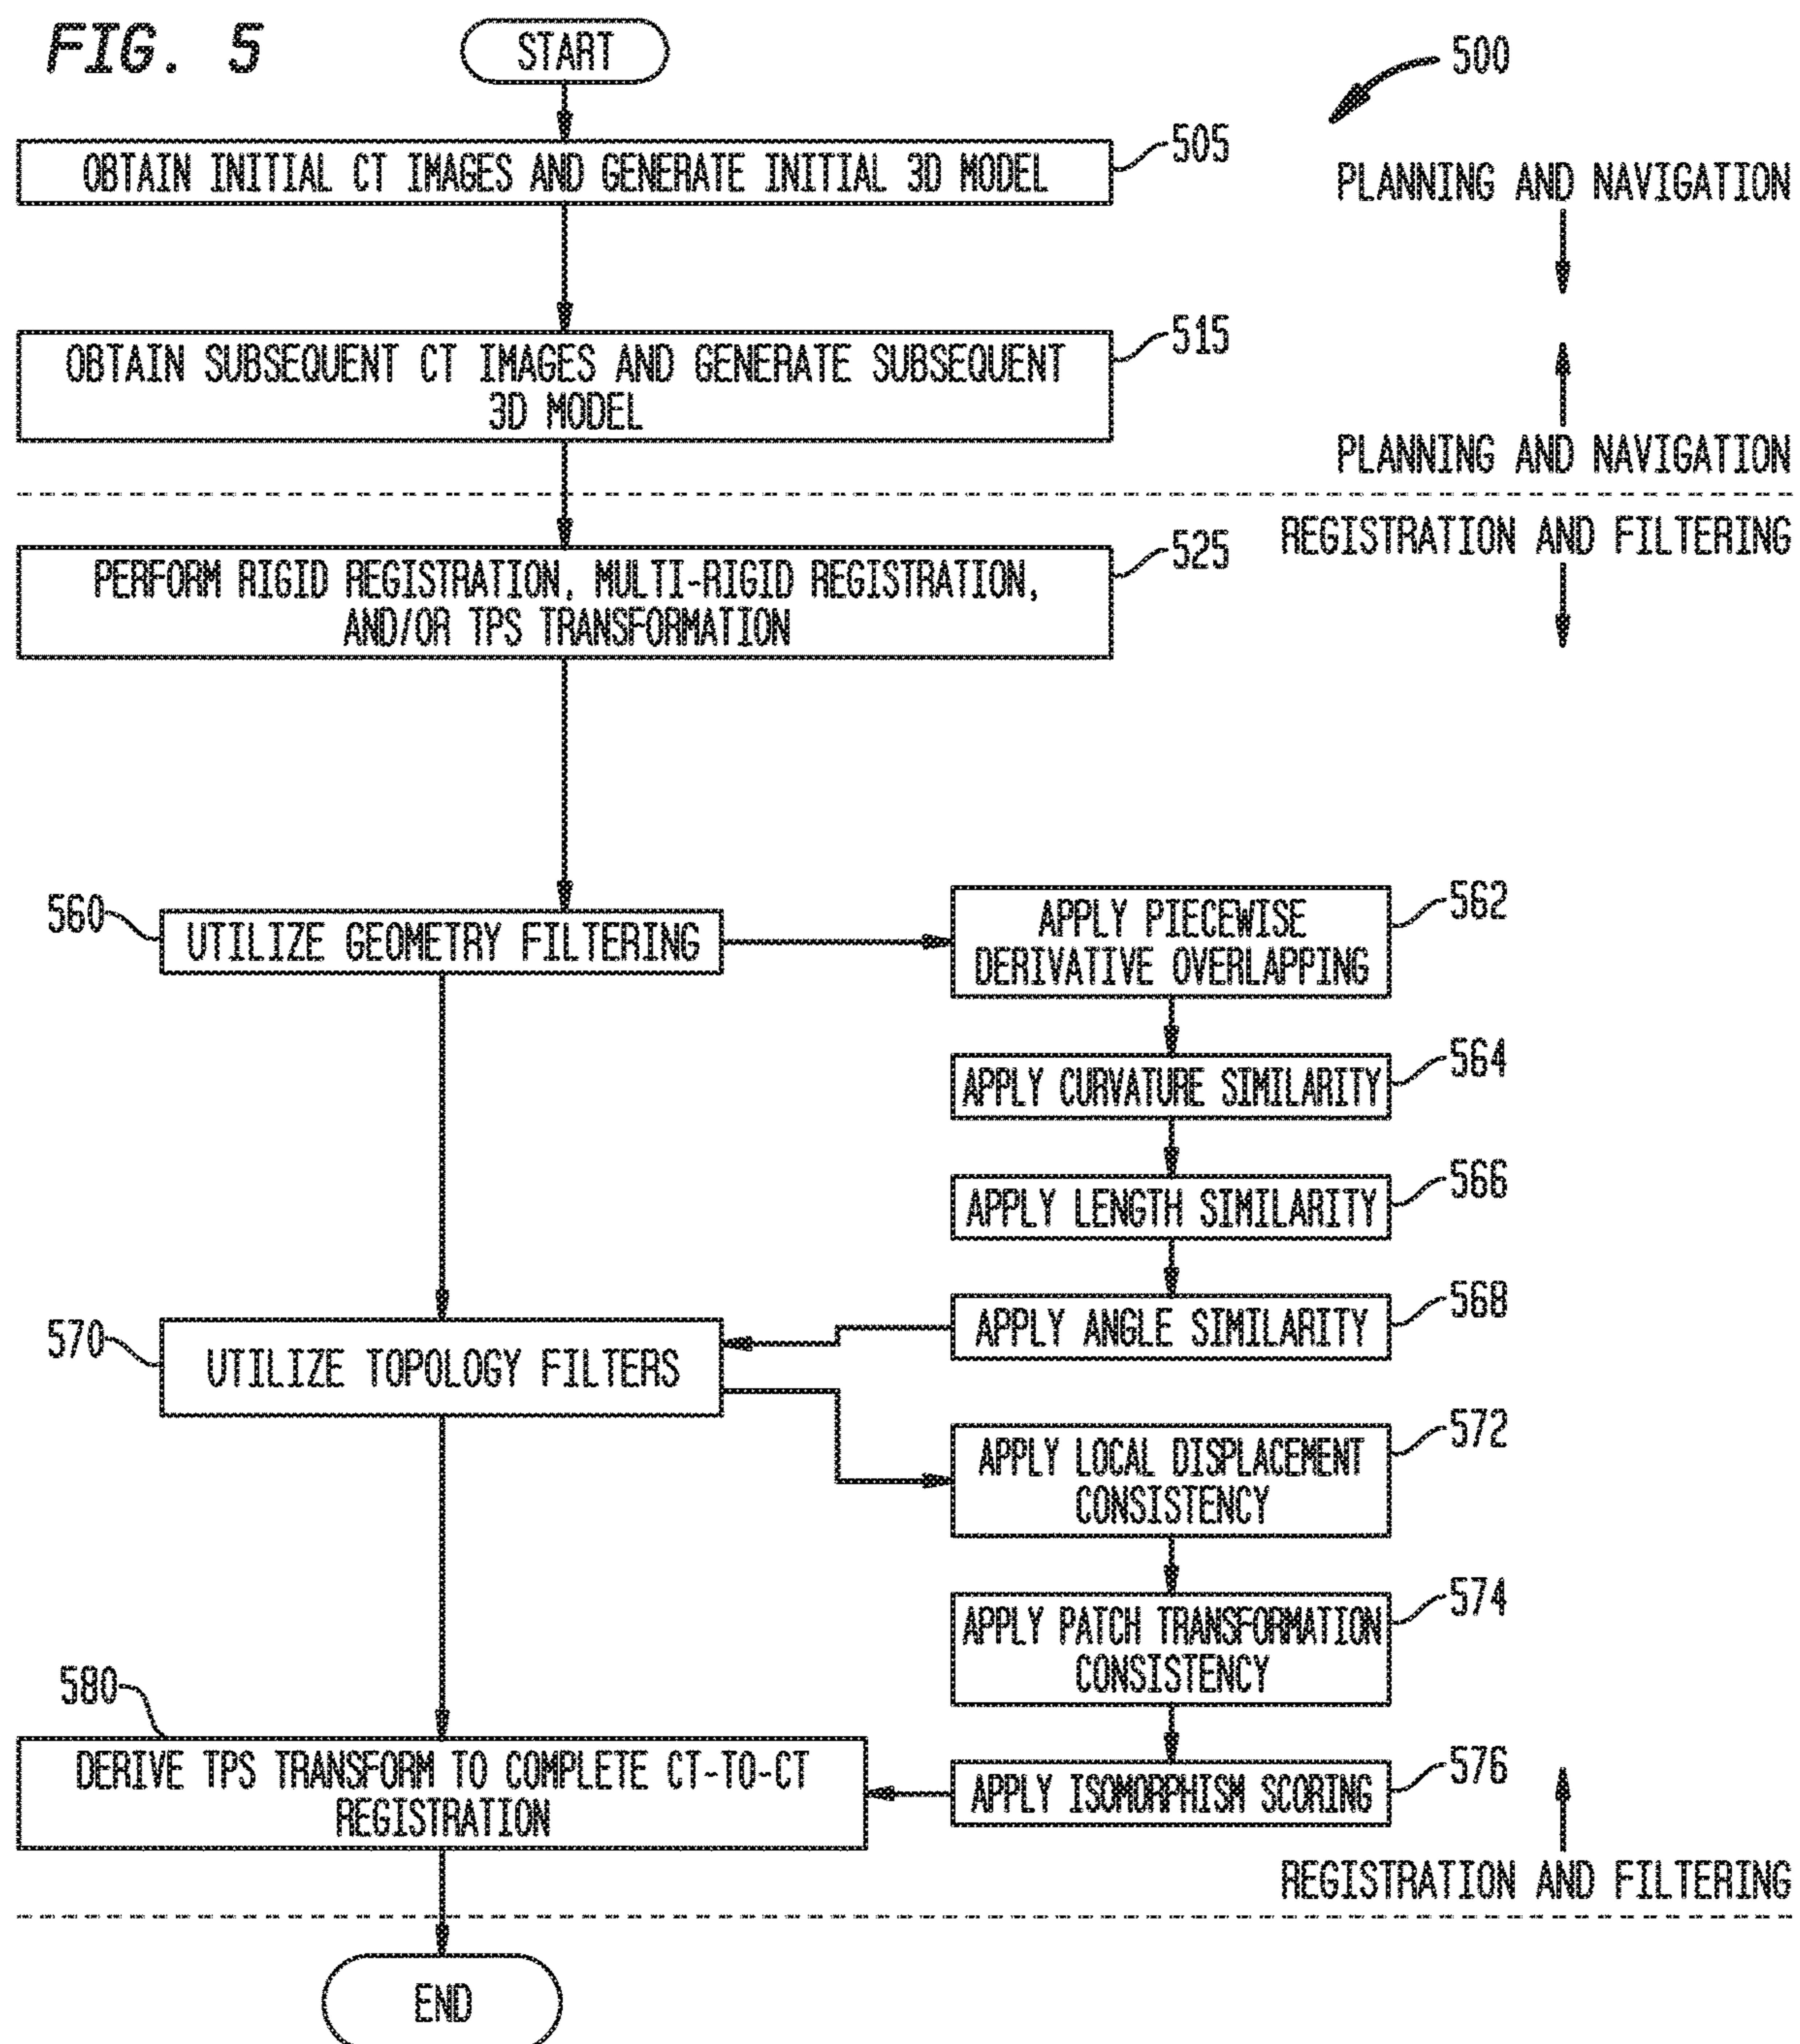 FIG. 5
START
500
OBTAIN INITIAL CT IMAGES AND GENERATE INITIAL 3D MODEL
505
PLANNING AND NAVIGATION
OBTAIN SUBSEQUENT CT IMAGES AND GENERATE SUBSEQUENT
3D MODEL
515
PLANNING AND NAVIGATION
REGISTRATION AND FILTERING
PERFORM RIGID REGISTRATION, MULTI-RIGID REGISTRATION,
AND/OR TPS TRANSFORMATION
525
560
UTILIZE GEOMETRY FILTERING
APPLY PIECEWISE
DERIVATIVE OVERLAPPING
562
APPLY CURVATURE SIMILARITY
564
APPLY LENGTH SIMILARITY
566
APPLY ANGLE SIMILARITY
568
570
UTILIZE TOPOLOGY FILTERS
APPLY LOCAL DISPLACEMENT
CONSISTENCY
572
APPLY PATCH TRANSFORMATION
CONSISTENCY
574
580
DERIVE TPS TRANSFORM TO COMPLETE CT-TO-CT
REGISTRATION
APPLY ISOMORPHISM SCORING
576
REGISTRATION AND FILTERING
END